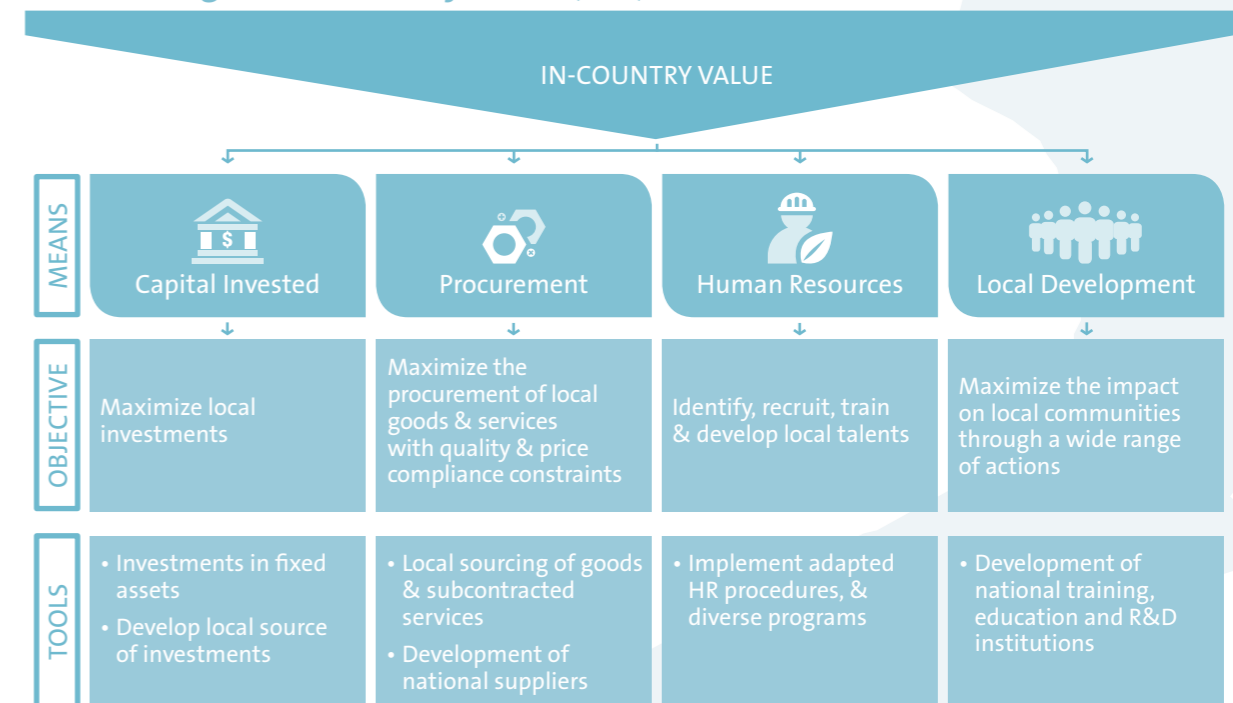 IN-COUNTRY VALUE
MEANS
$
Capital Invested
Procurement
Human Resources
Local Development
OBJECTIVE
Maximize local
investments
Maximize the
procurement of local
goods & services
with quality & price
compliance constraints
Identify, recruit, train
& develop local talents
Maximize the impact
on local communities
through a wide range
of actions
TOOLS
• Investments in fixed
assets
• Develop local source
of investments
• Local sourcing of goods
& subcontracted
services
• Development of
national suppliers
• Implement adapted
HR procedures, &
diverse programs
• Development of
national training,
education and R&D
institutions